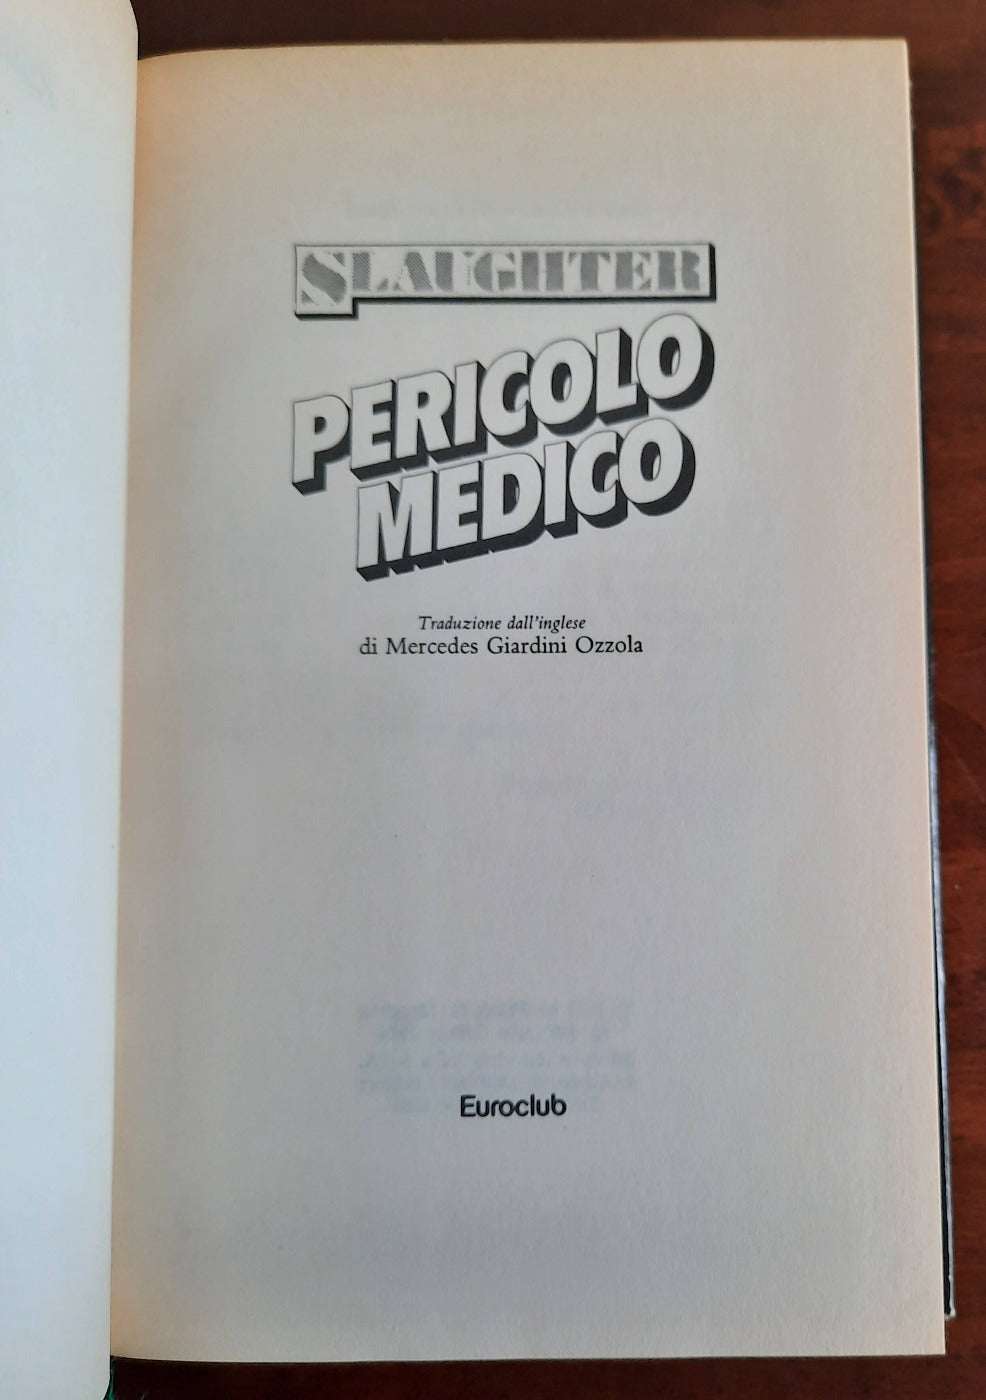 SLAUGHTER
PERICOLO
MEDICO
Traduzione dall'inglese
di Mercedes Giardini Ozzola
Euroclub